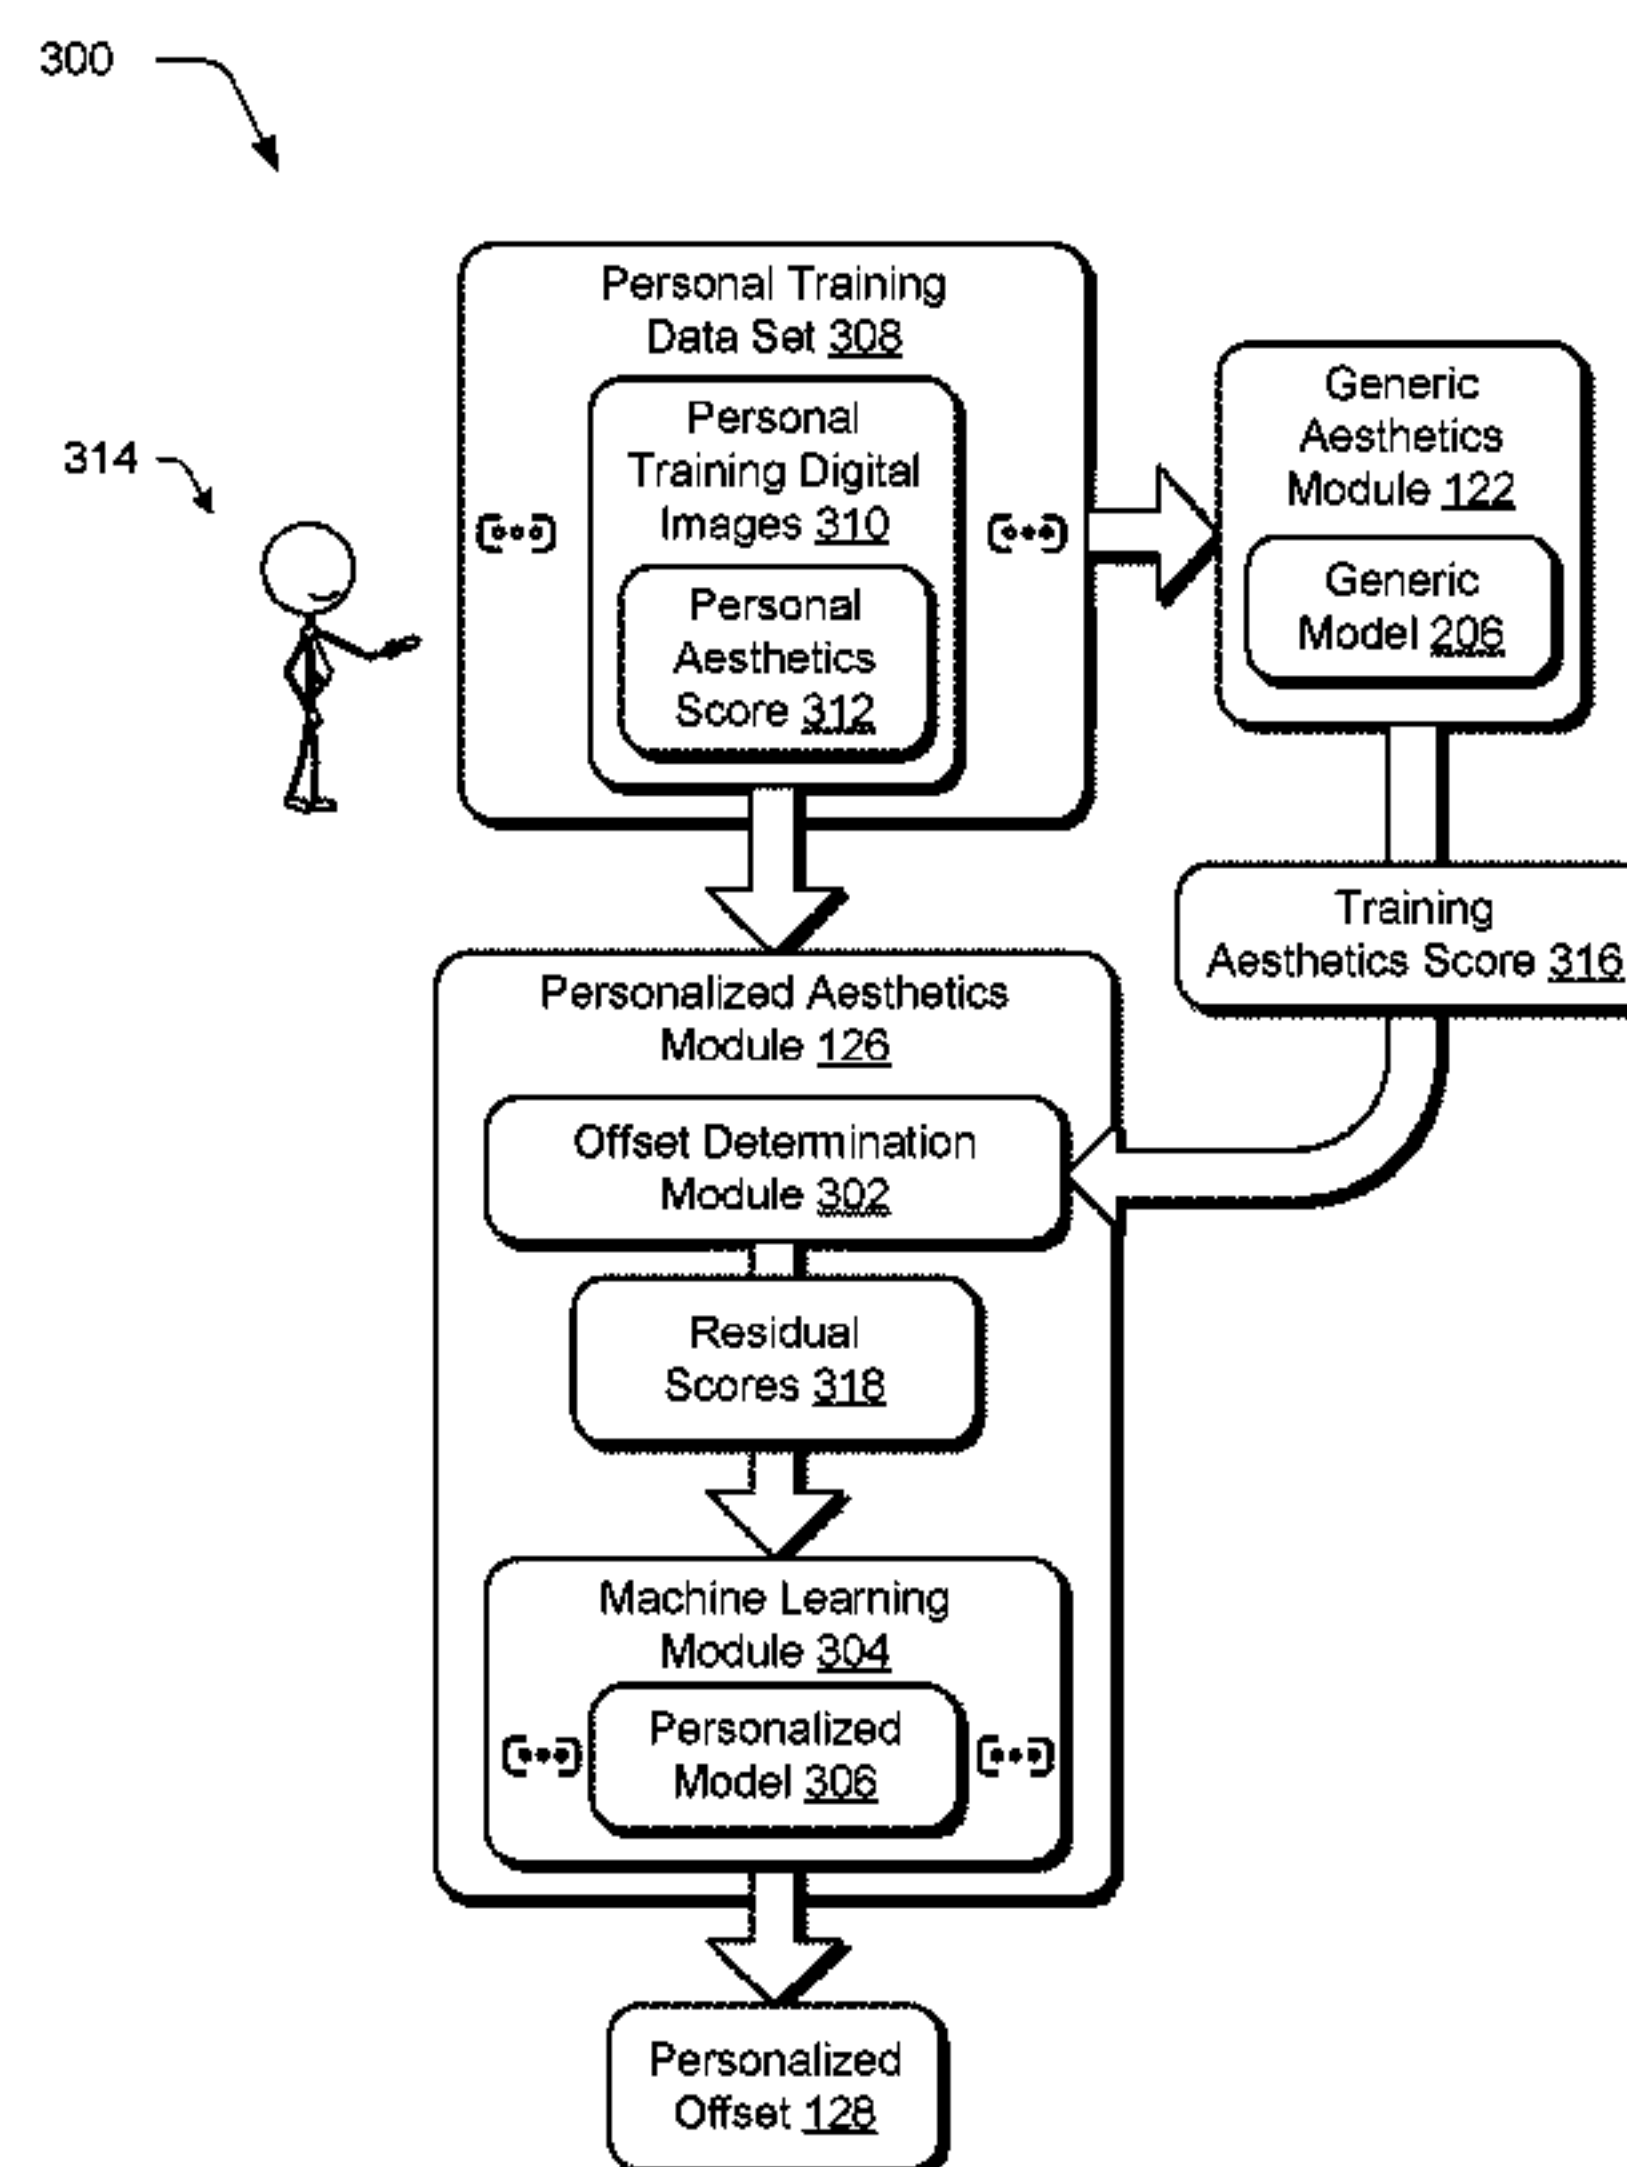 300
Personal Training
Data Set 308
Personal
Training Digital
Images 310
Personal
Aesthetics
Score 312
314
Generic
Aesthetics
Module 122
Generic
Model 206
Training
Aesthetics Score 316
Personalized Aesthetics
Module 126
Offset Determination
Module 302
Residual
Scores 318
Machine Learning
Module 304
Personalized
Model 306
Personalized
Offset 128